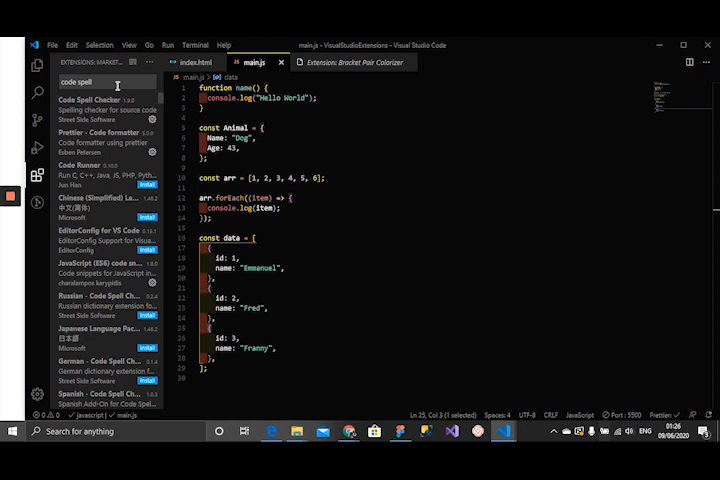 File Edit Selection View Go Run Terminal Help
main.js - VisualStudioExtensions - Visual Studio Code
EXTENSIONS: MARKET...
code spell
Code Spell Checker 1.9.0
Spelling checker for source code
Street Side Software
Prettier - Code formatter 5.0.0
Code formatter using prettier
Esben Petersen
Code Runner 0.10.0
Run C, C++, Java, JS, PHP, Pyth...
Jun Han Install
Chinese (Simplified) La... 1.48.2
中文(简体)
Microsoft Install
EditorConfig for VS Code
EditorConfig Support for Visua...
EditorConfig Install
JavaScript (ES6) code sn...
Code snippets for JavaScript in...
charalampos karypidis
Russian - Code Spell Ch... 0.2.4
Russian dictionary extension fo...
Street Side Software Install
Japanese Language Pac...
日本語
Microsoft Install
German - Code Spell Ch... 0.1.4
German dictionary extension f...
Street Side Software Install
Spanish - Code Spell Ch...
Spanish Add-On for Code Spel...
index.html main.js Extension: Bracket Pair Colorizer
main.js > data
1 function name() {
2 console.log("Hello World");
3 }
4
5 const Animal = {
6 Name: "Dog",
7 Age: 43,
8 };
9
10 const arr = [1, 2, 3, 4, 5, 6];
11
12 arr.forEach((item) => {
13 console.log(item);
14 });
15
16 const data = [
17 {
18 id: 1,
19 name: "Emmanuel",
20 },
21 {
22 id: 2,
23 name: "Fred",
24 },
25 {
26 id: 3,
27 name: "Franny",
28 },
29 ];
30
0 0 javascript | main.js Ln 25, Col 3 (1 selected) Spaces: 4 UTF-8 CRLF JavaScript Port : 5500 Prettier:
Search for anything
ENG
01:26
09/06/2020